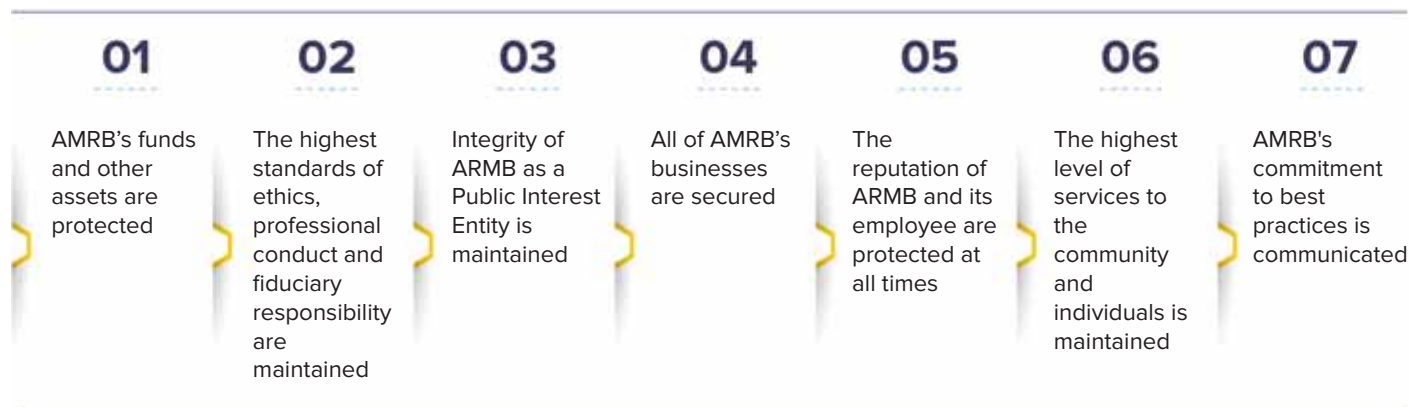 01
AMRB’s funds
and other
assets are
protected
02
The highest
standards of
ethics,
professional
conduct and
fiduciary
responsibility
are
maintained
03
Integrity of
ARMB as a
Public Interest
Entity is
maintained
04
All of AMRB’s
businesses
are secured
05
The
reputation of
ARMB and its
employee are
protected at
all times
06
The highest
level of
services to
the
community
and
individuals is
maintained
07
AMRB's
commitment
to best
practices is
communicated